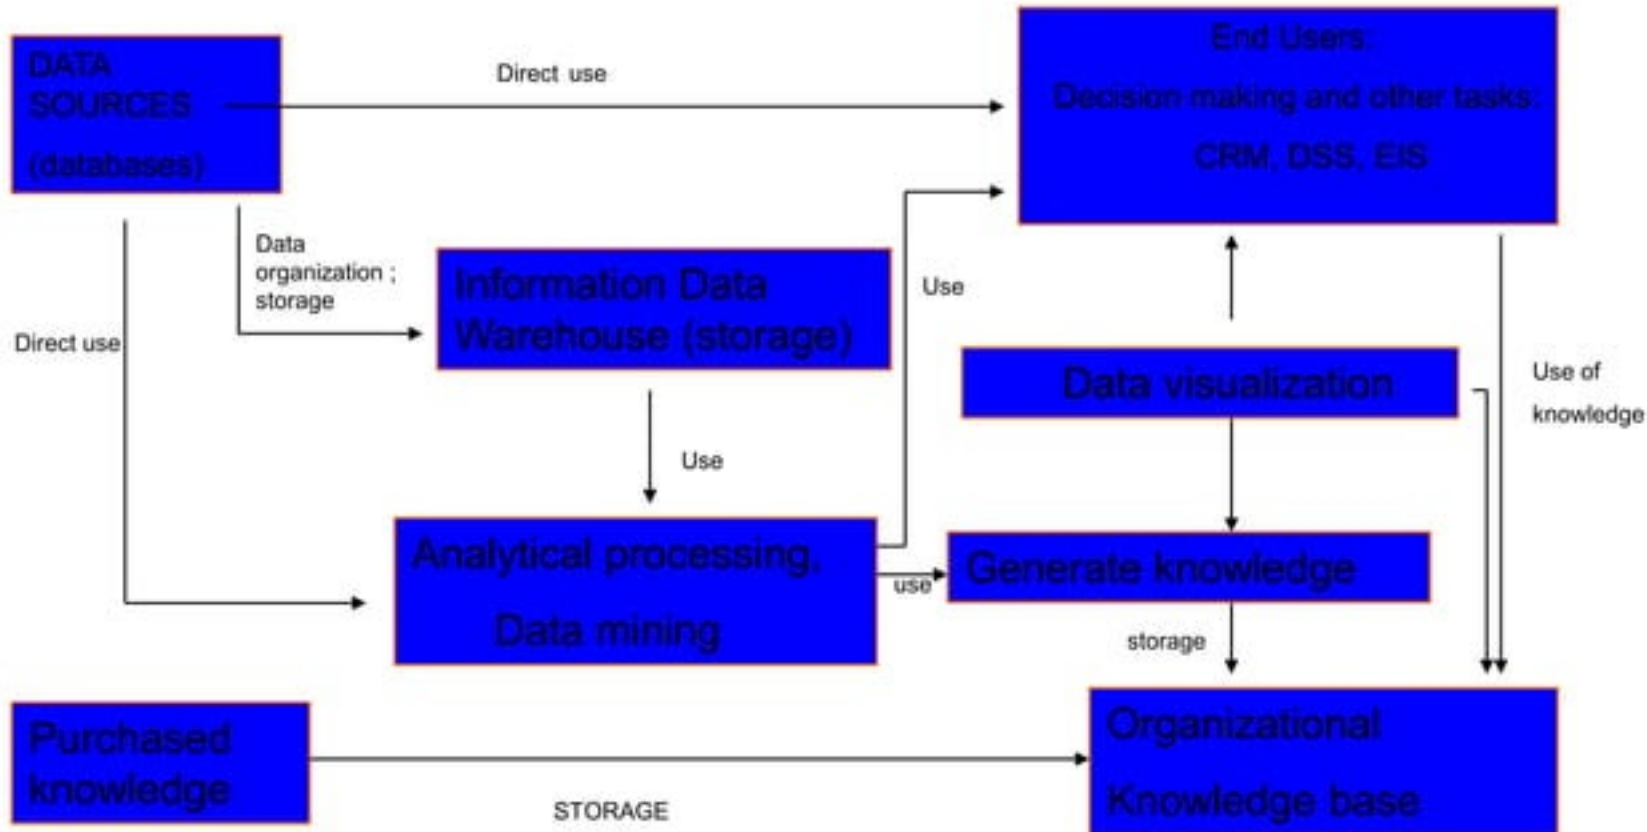 DATA
SOURCES
(databases)
Direct use
End Users:
Decision making and other tasks:
CRM, DSS, EIS
Data
organization ;
storage
Direct use
Information Data
Warehouse (storage)
Use
Data visualization
Use of
knowledge
Use
Analytical processing,
Data mining
use
Generate knowledge
storage
Purchased
knowledge
STORAGE
Organizational
Knowledge base